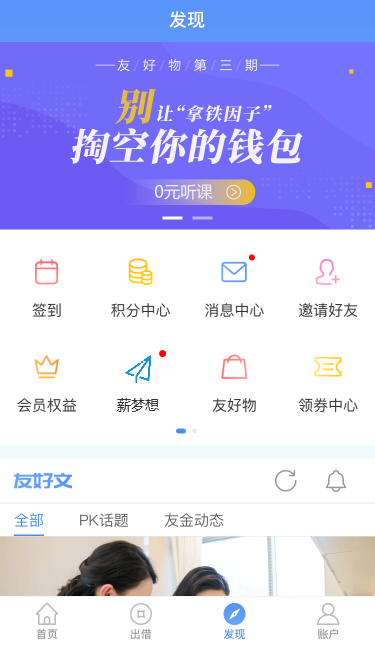 发现
友/好/物/第/三/期
别让“拿铁因子”
掏空你的钱包
0元听课
签到
积分中心
消息中心
邀请好友
会员权益
薪梦想
友好物
领券中心
友好文
全部
PK话题
友金动态
首页
出借
发现
账户